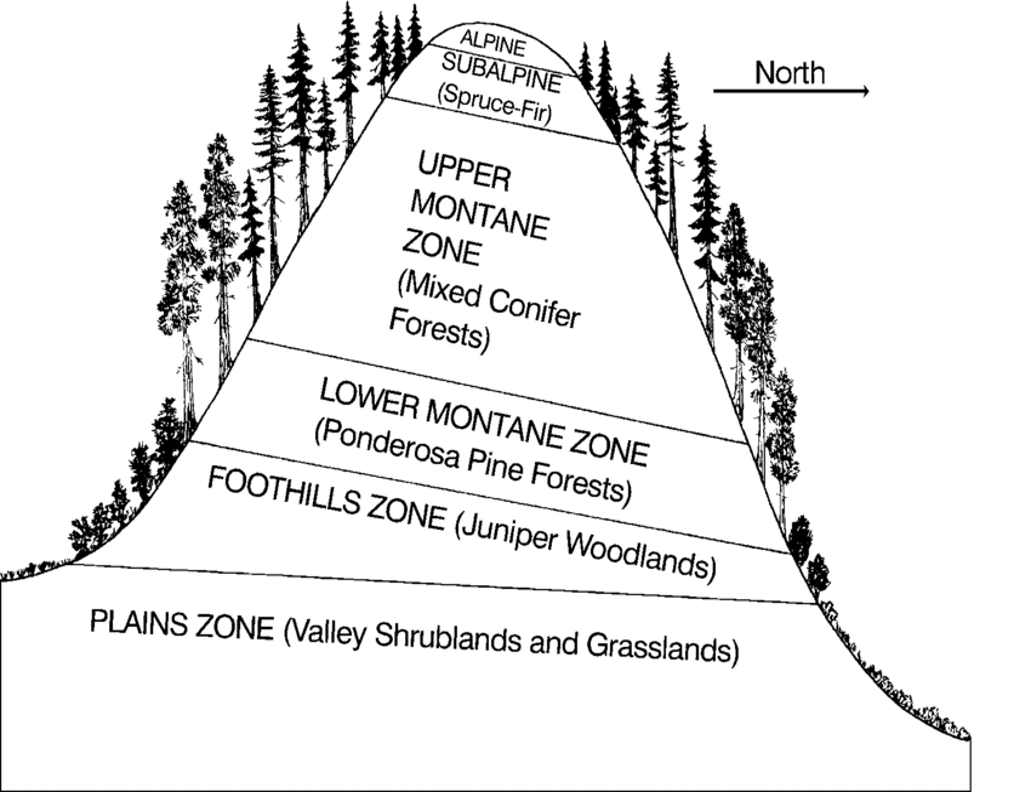 ALPINE
SUBALPINE
(Spruce-Fir)
North
UPPER
MONTANE
ZONE
(Mixed Conifer
Forests)
LOWER MONTANE ZONE
(Ponderosa Pine Forests)
FOOTHILLS ZONE (Juniper Woodlands)
PLAINS ZONE (Valley Shrublands and Grasslands)